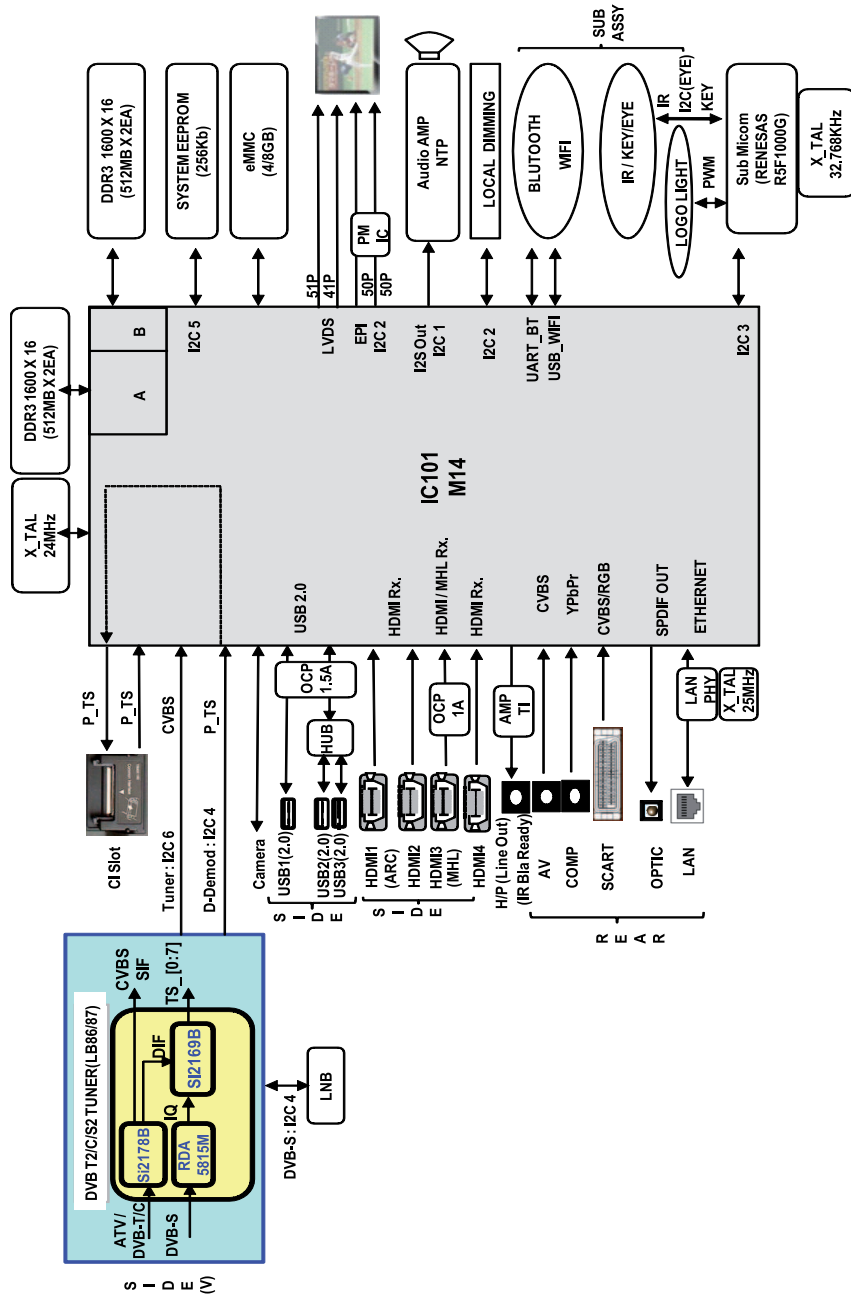 S
I
D
E
(V)
ATV /
DVB-T/C
DVB-S
DVB T2/C/S2 TUNER(LB86/87)
Si2178B
RDA
5815M
IQ
DIF
SI2169B
CVBS
SIF
TS_[0:7]
DVB-S : I2C 4
LNB
CI Slot
P_TS
P_TS
Tuner : I2C 6
CVBS
D-Demod : I2C 4
P_TS
Camera
S
I
D
E
USB1(2.0)
USB2(2.0)
USB3(2.0)
HUB
OCP
1.5A
USB 2.0
S
I
D
E
HDMI1
(ARC)
HDMI2
HDMI3
(MHL)
HDMI4
OCP
1A
HDMI Rx.
HDMI / MHL Rx.
HDMI Rx.
H/P (Line Out)
(IR Bla Ready)
AMP
TI
R
E
A
R
AV
COMP
SCART
OPTIC
LAN
CVBS
YPbPr
CVBS/RGB
SPDIF OUT
ETHERNET
LAN
PHY
X_TAL
25MHz
X_TAL
24MHz
DDR3 1600 X 16
(512MB X 2EA)
A
B
IC101
M14
I2C 5
LVDS
EPI
I2C 2
I2S Out
I2C 1
I2C 2
UART_BT
USB_WIFI
I2C 3
DDR3 1600 X 16
(512MB X 2EA)
SYSTEM EEPROM
(256Kb)
eMMC
(4/8GB)
51P
41P
50P
50P
PM
IC
Audio AMP
NTP
LOCAL DIMMING
BLUTOOTH
WIFI
SUB
ASSY
IR / KEY/EYE
LOGO LIGHT
PWM
IR
I2C(EYE)
KEY
Sub Micom
(RENESAS
R5F1000G)
X_TAL
32.768KHz